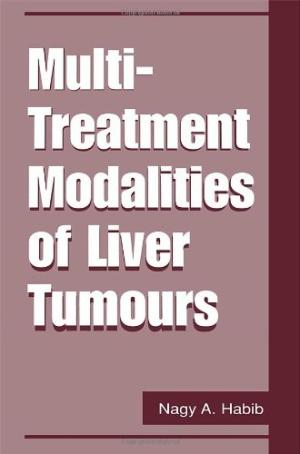 Multi-
Treatment
Modalities
of Liver
Tumours
Nagy A. Habib